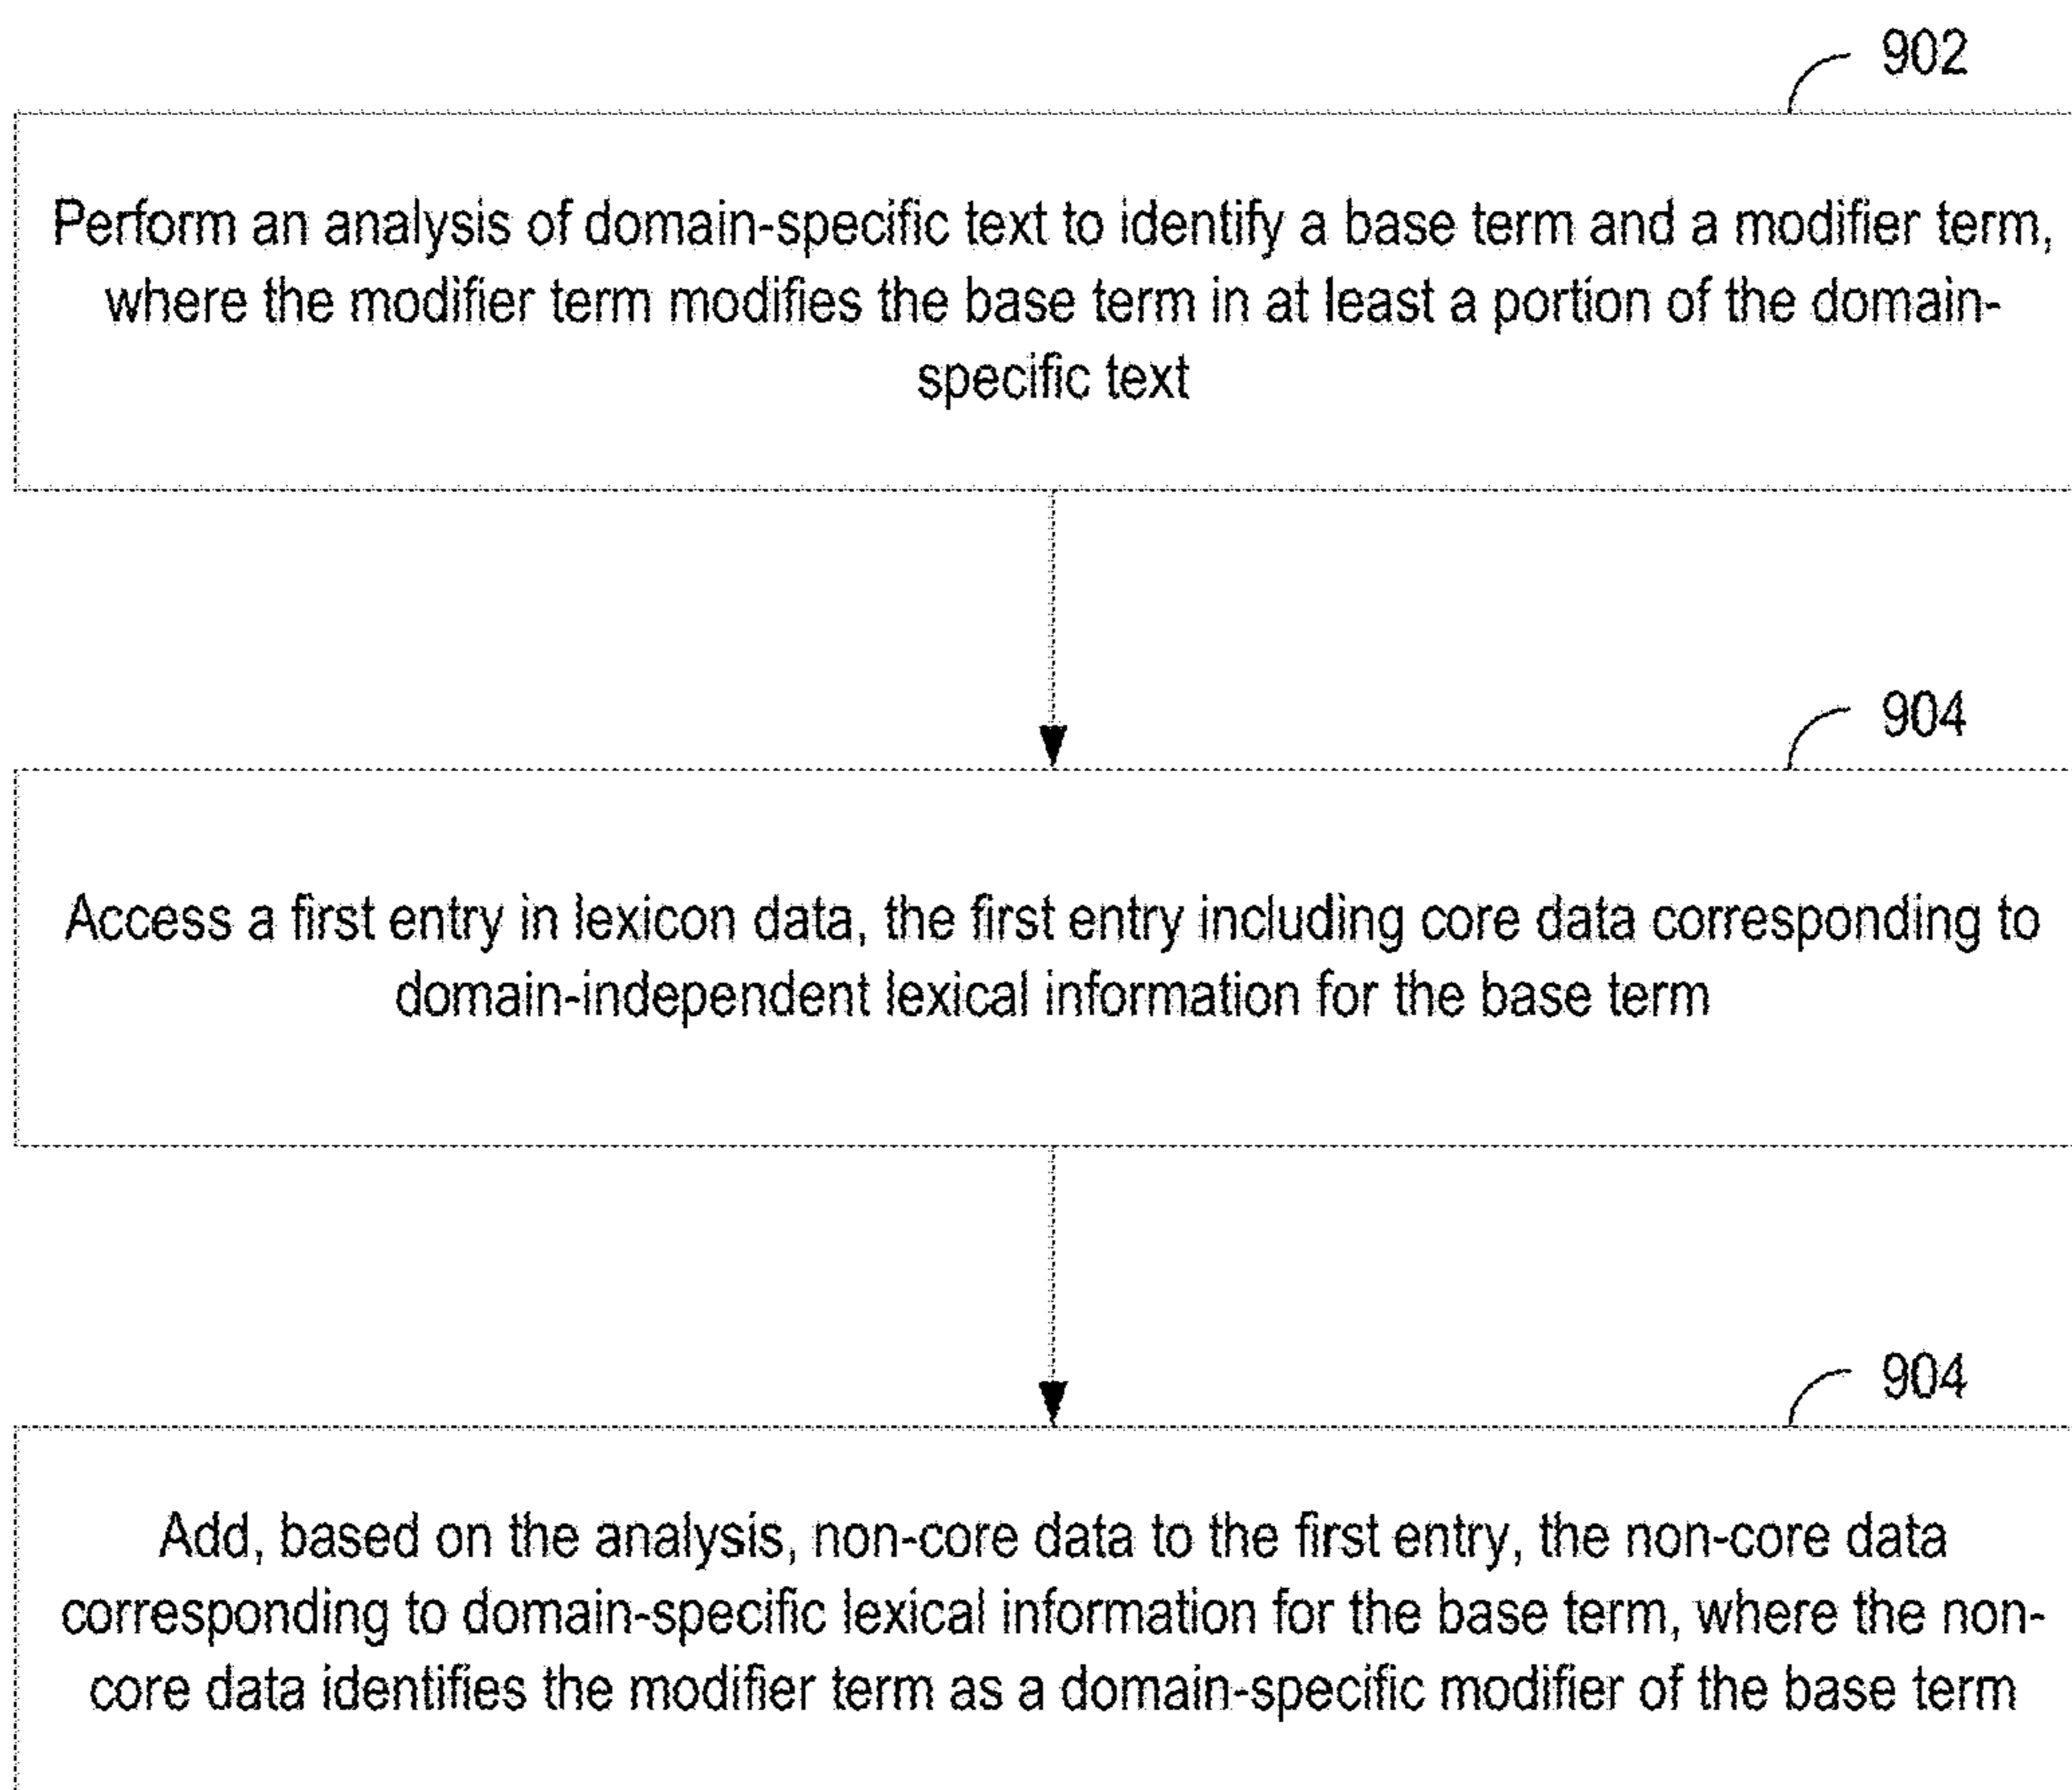 902
Perform an analysis of domain-specific text to identify a base term and a modifier term,
where the modifier term modifies the base term in at least a portion of the domain-
specific text
904
Access a first entry in lexicon data, the first entry including core data corresponding to
domain-independent lexical information for the base term
904
Add, based on the analysis, non-core data to the first entry, the non-core data
corresponding to domain-specific lexical information for the base term, where the non-
core data identifies the modifier term as a domain-specific modifier of the base term